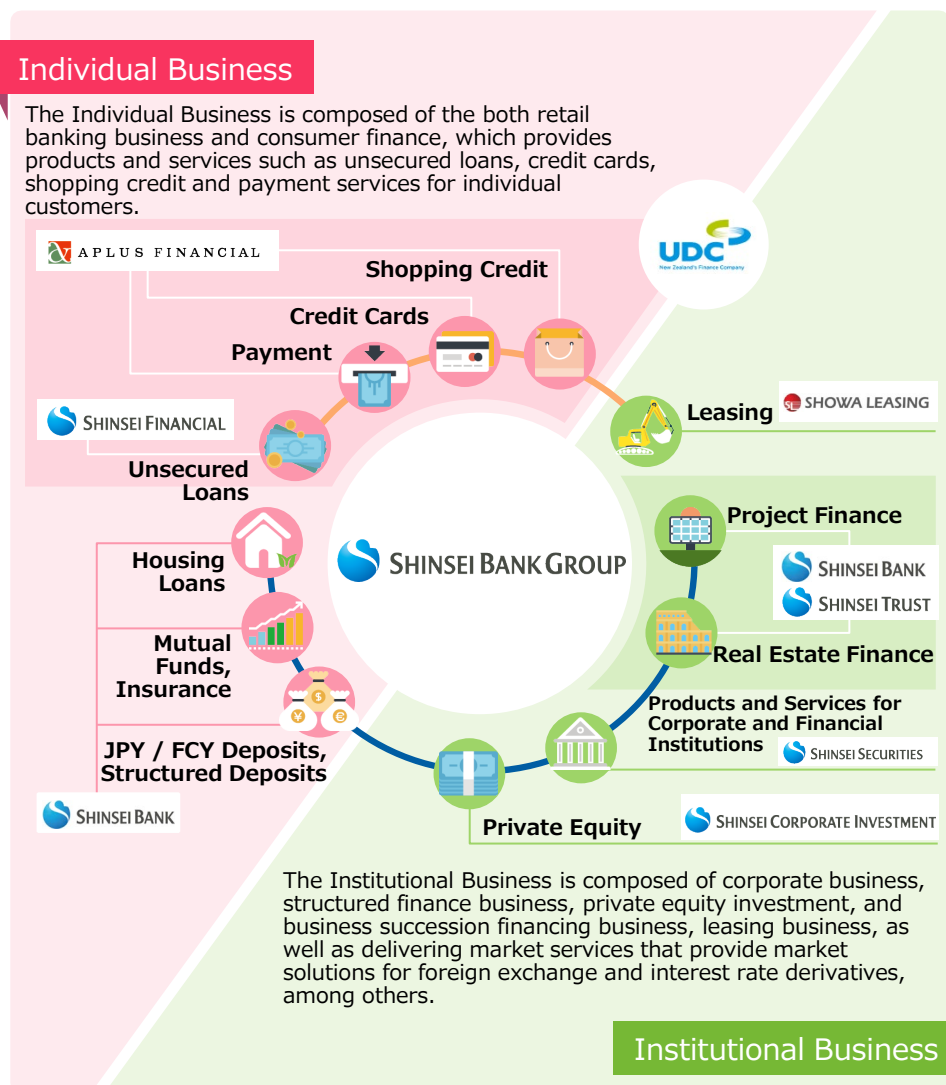 Individual Business
The Individual Business is composed of the both retail
banking business and consumer finance, which provides
products and services such as unsecured loans, credit cards,
shopping credit and payment services for individual
customers.
APLUS FINANCIAL
UDC
New Zealand's Finance Company
Shopping Credit
Credit Cards
Payment
SHINSEI FINANCIAL
Unsecured
Loans
Leasing
SL SHOWA LEASING
Project Finance
SHINSEI BANK
SHINSEI TRUST
Real Estate Finance
SHINSEI BANK GROUP
Housing
Loans
Mutual
Funds,
Insurance
$
¥ €
JPY / FCY Deposits,
Structured Deposits
SHINSEI BANK
Products and Services for
Corporate and Financial
Institutions
SHINSEI SECURITIES
Private Equity
SHINSEI CORPORATE INVESTMENT
The Institutional Business is composed of corporate business,
structured finance business, private equity investment, and
business succession financing business, leasing business, as
well as delivering market services that provide market
solutions for foreign exchange and interest rate derivatives,
among others.
Institutional Business